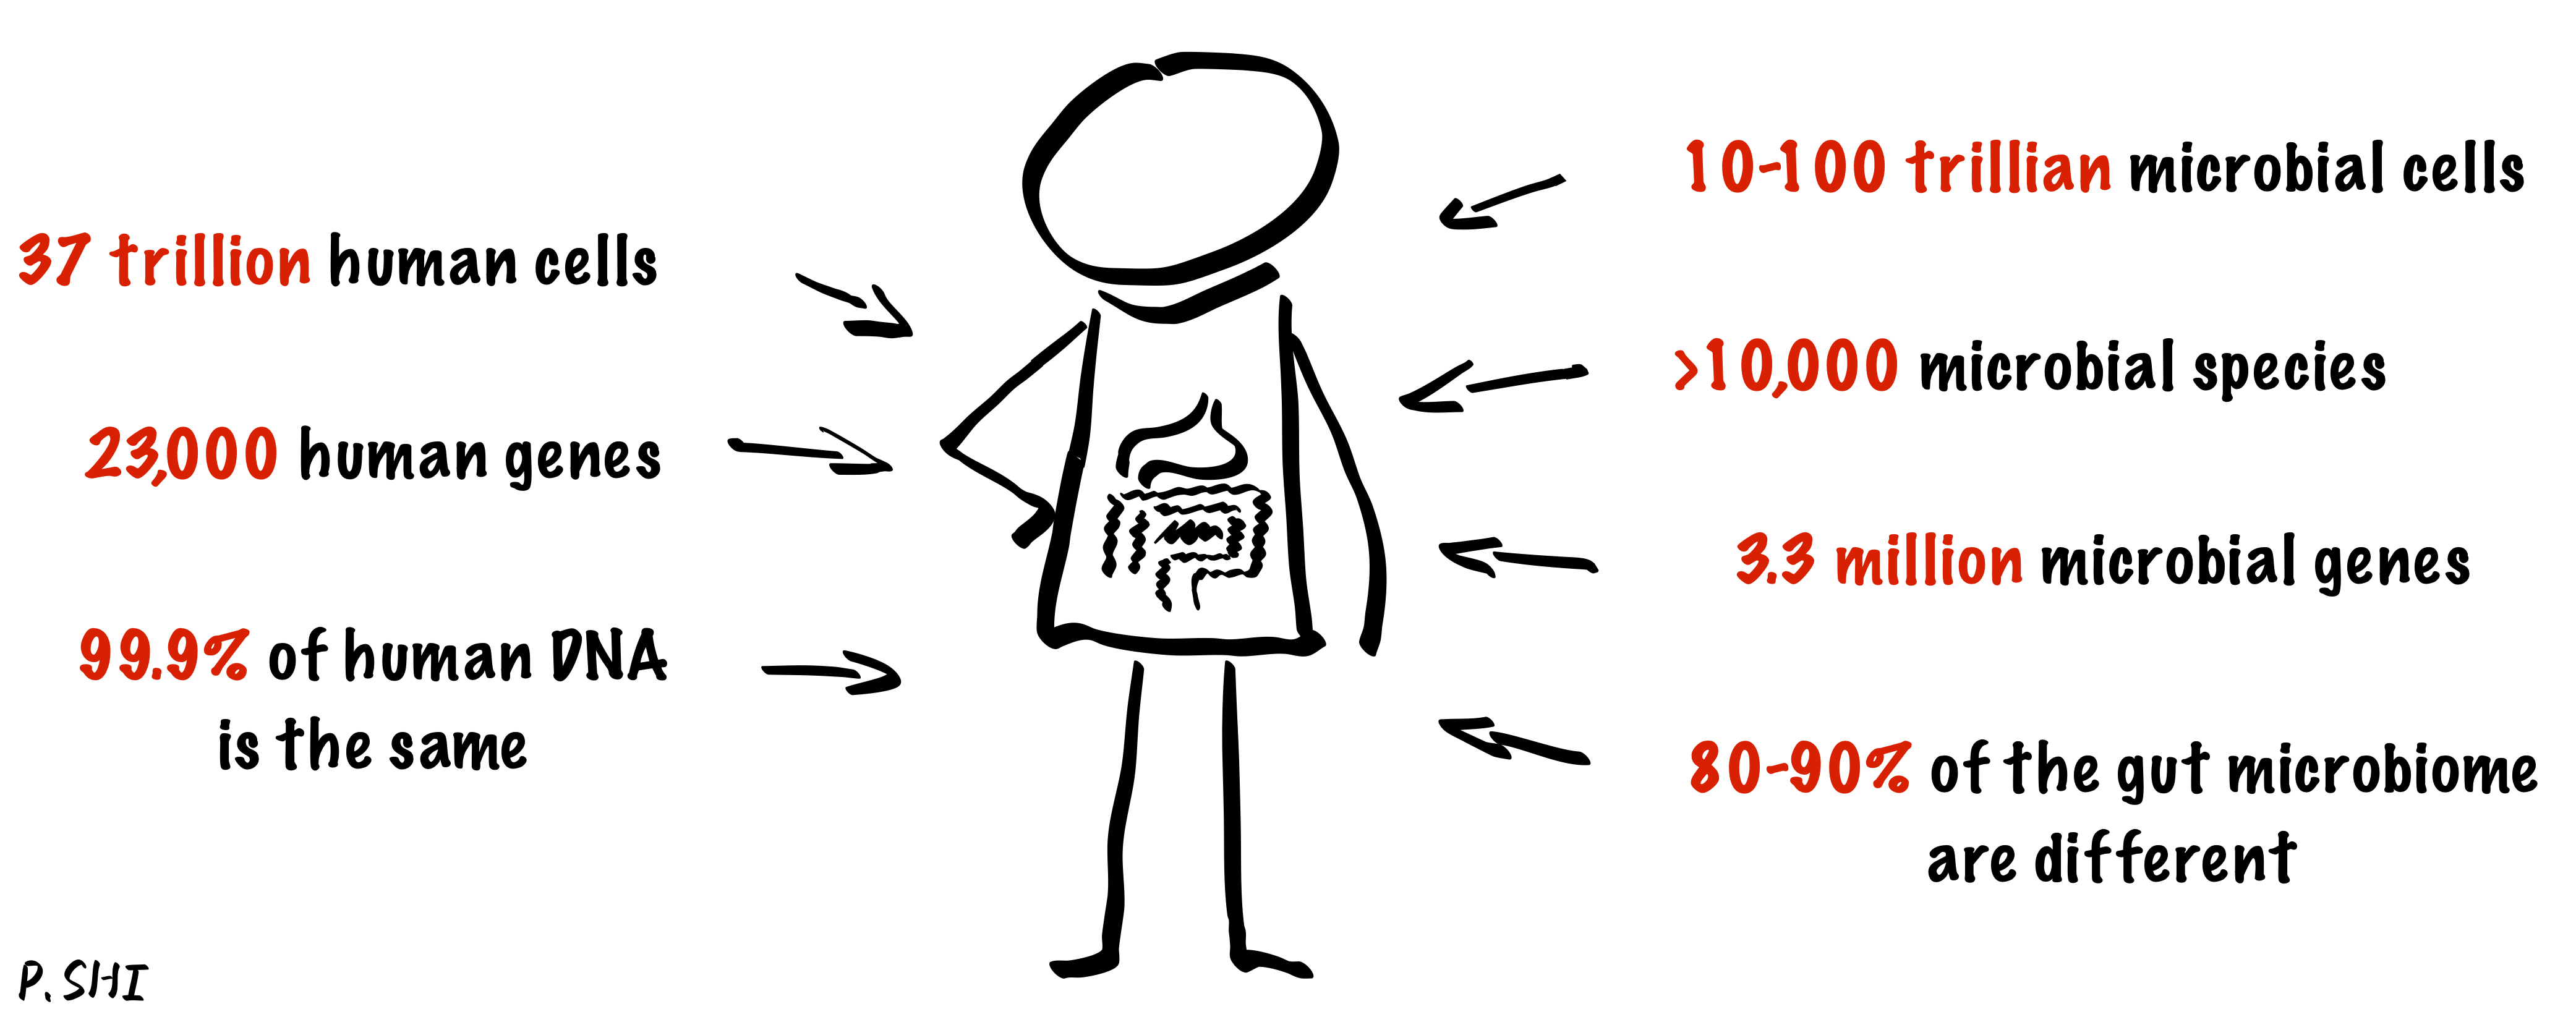 37 trillion human cells
23,000 human genes
99.9% of human DNA
is the same
10-100 trillian microbial cells
>10,000 microbial species
3.3 million microbial genes
80-90% of the gut microbiome
are different
P. SHI